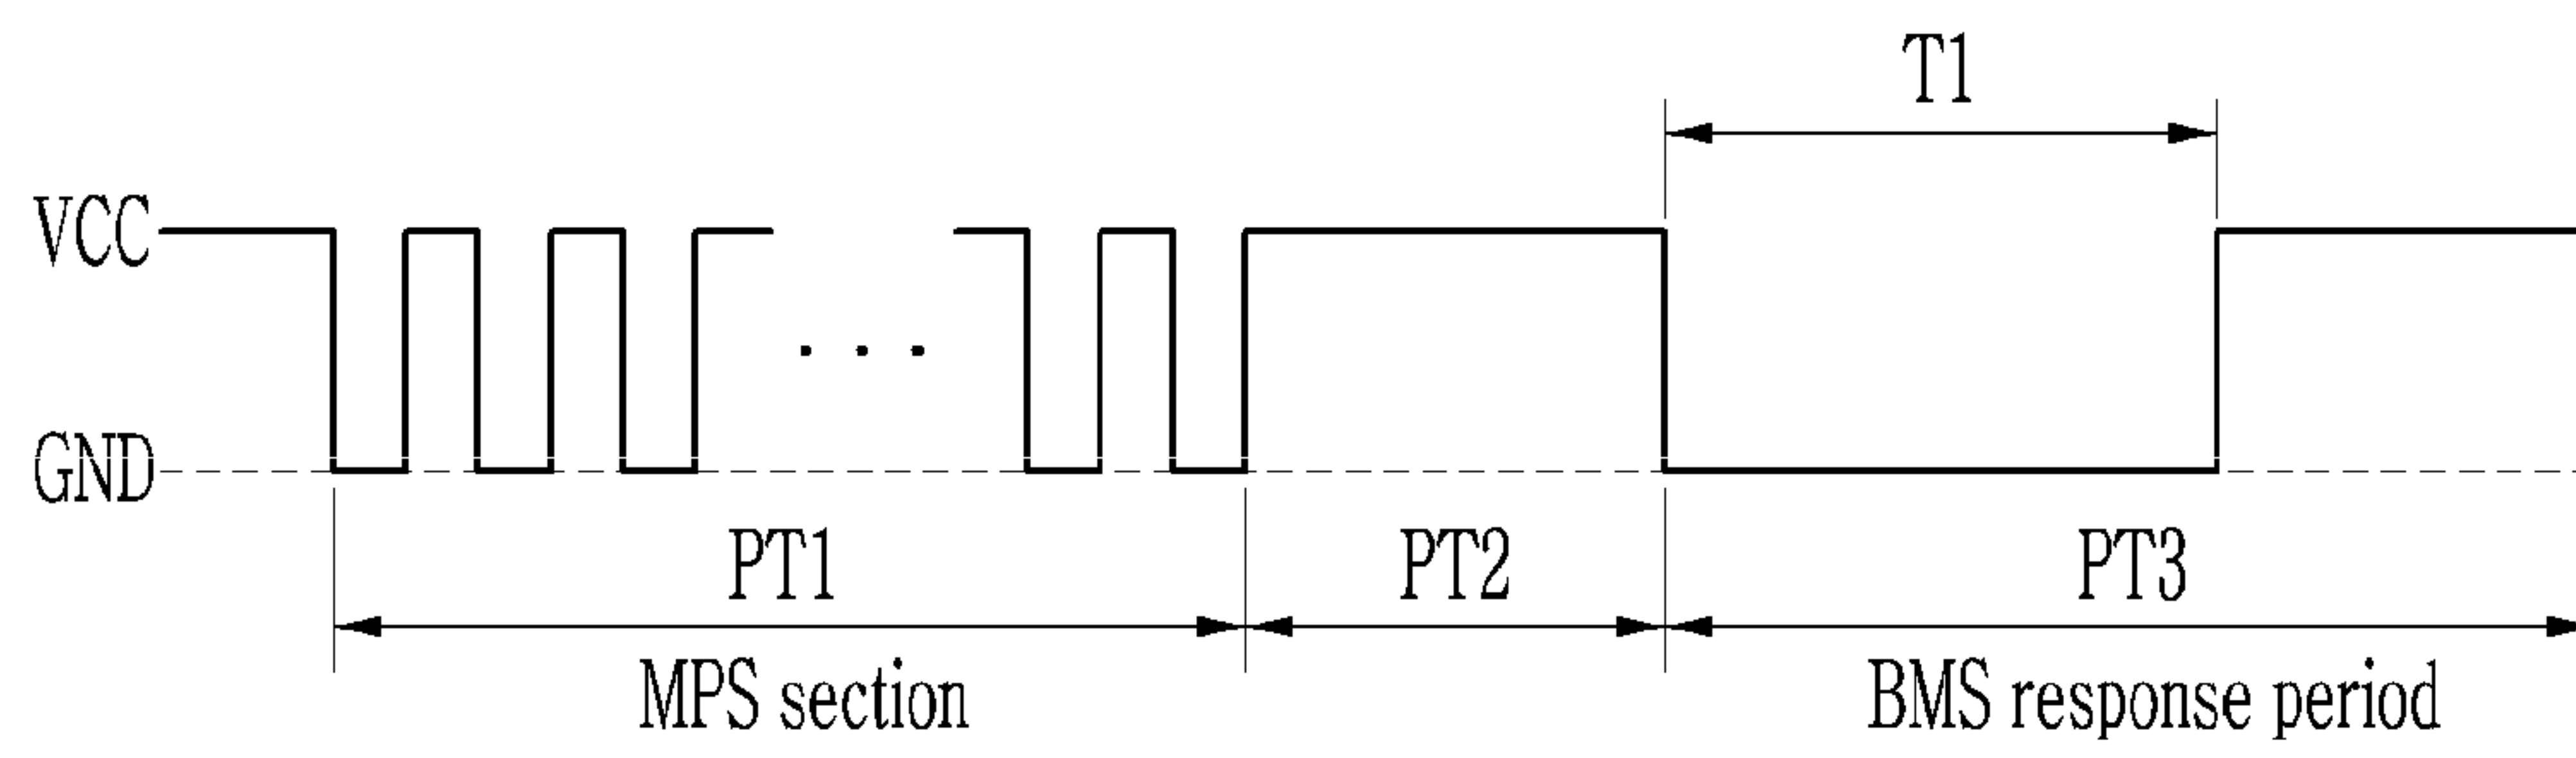 T1
VCC
GND
PT1
PT2
PT3
MPS section
BMS response period